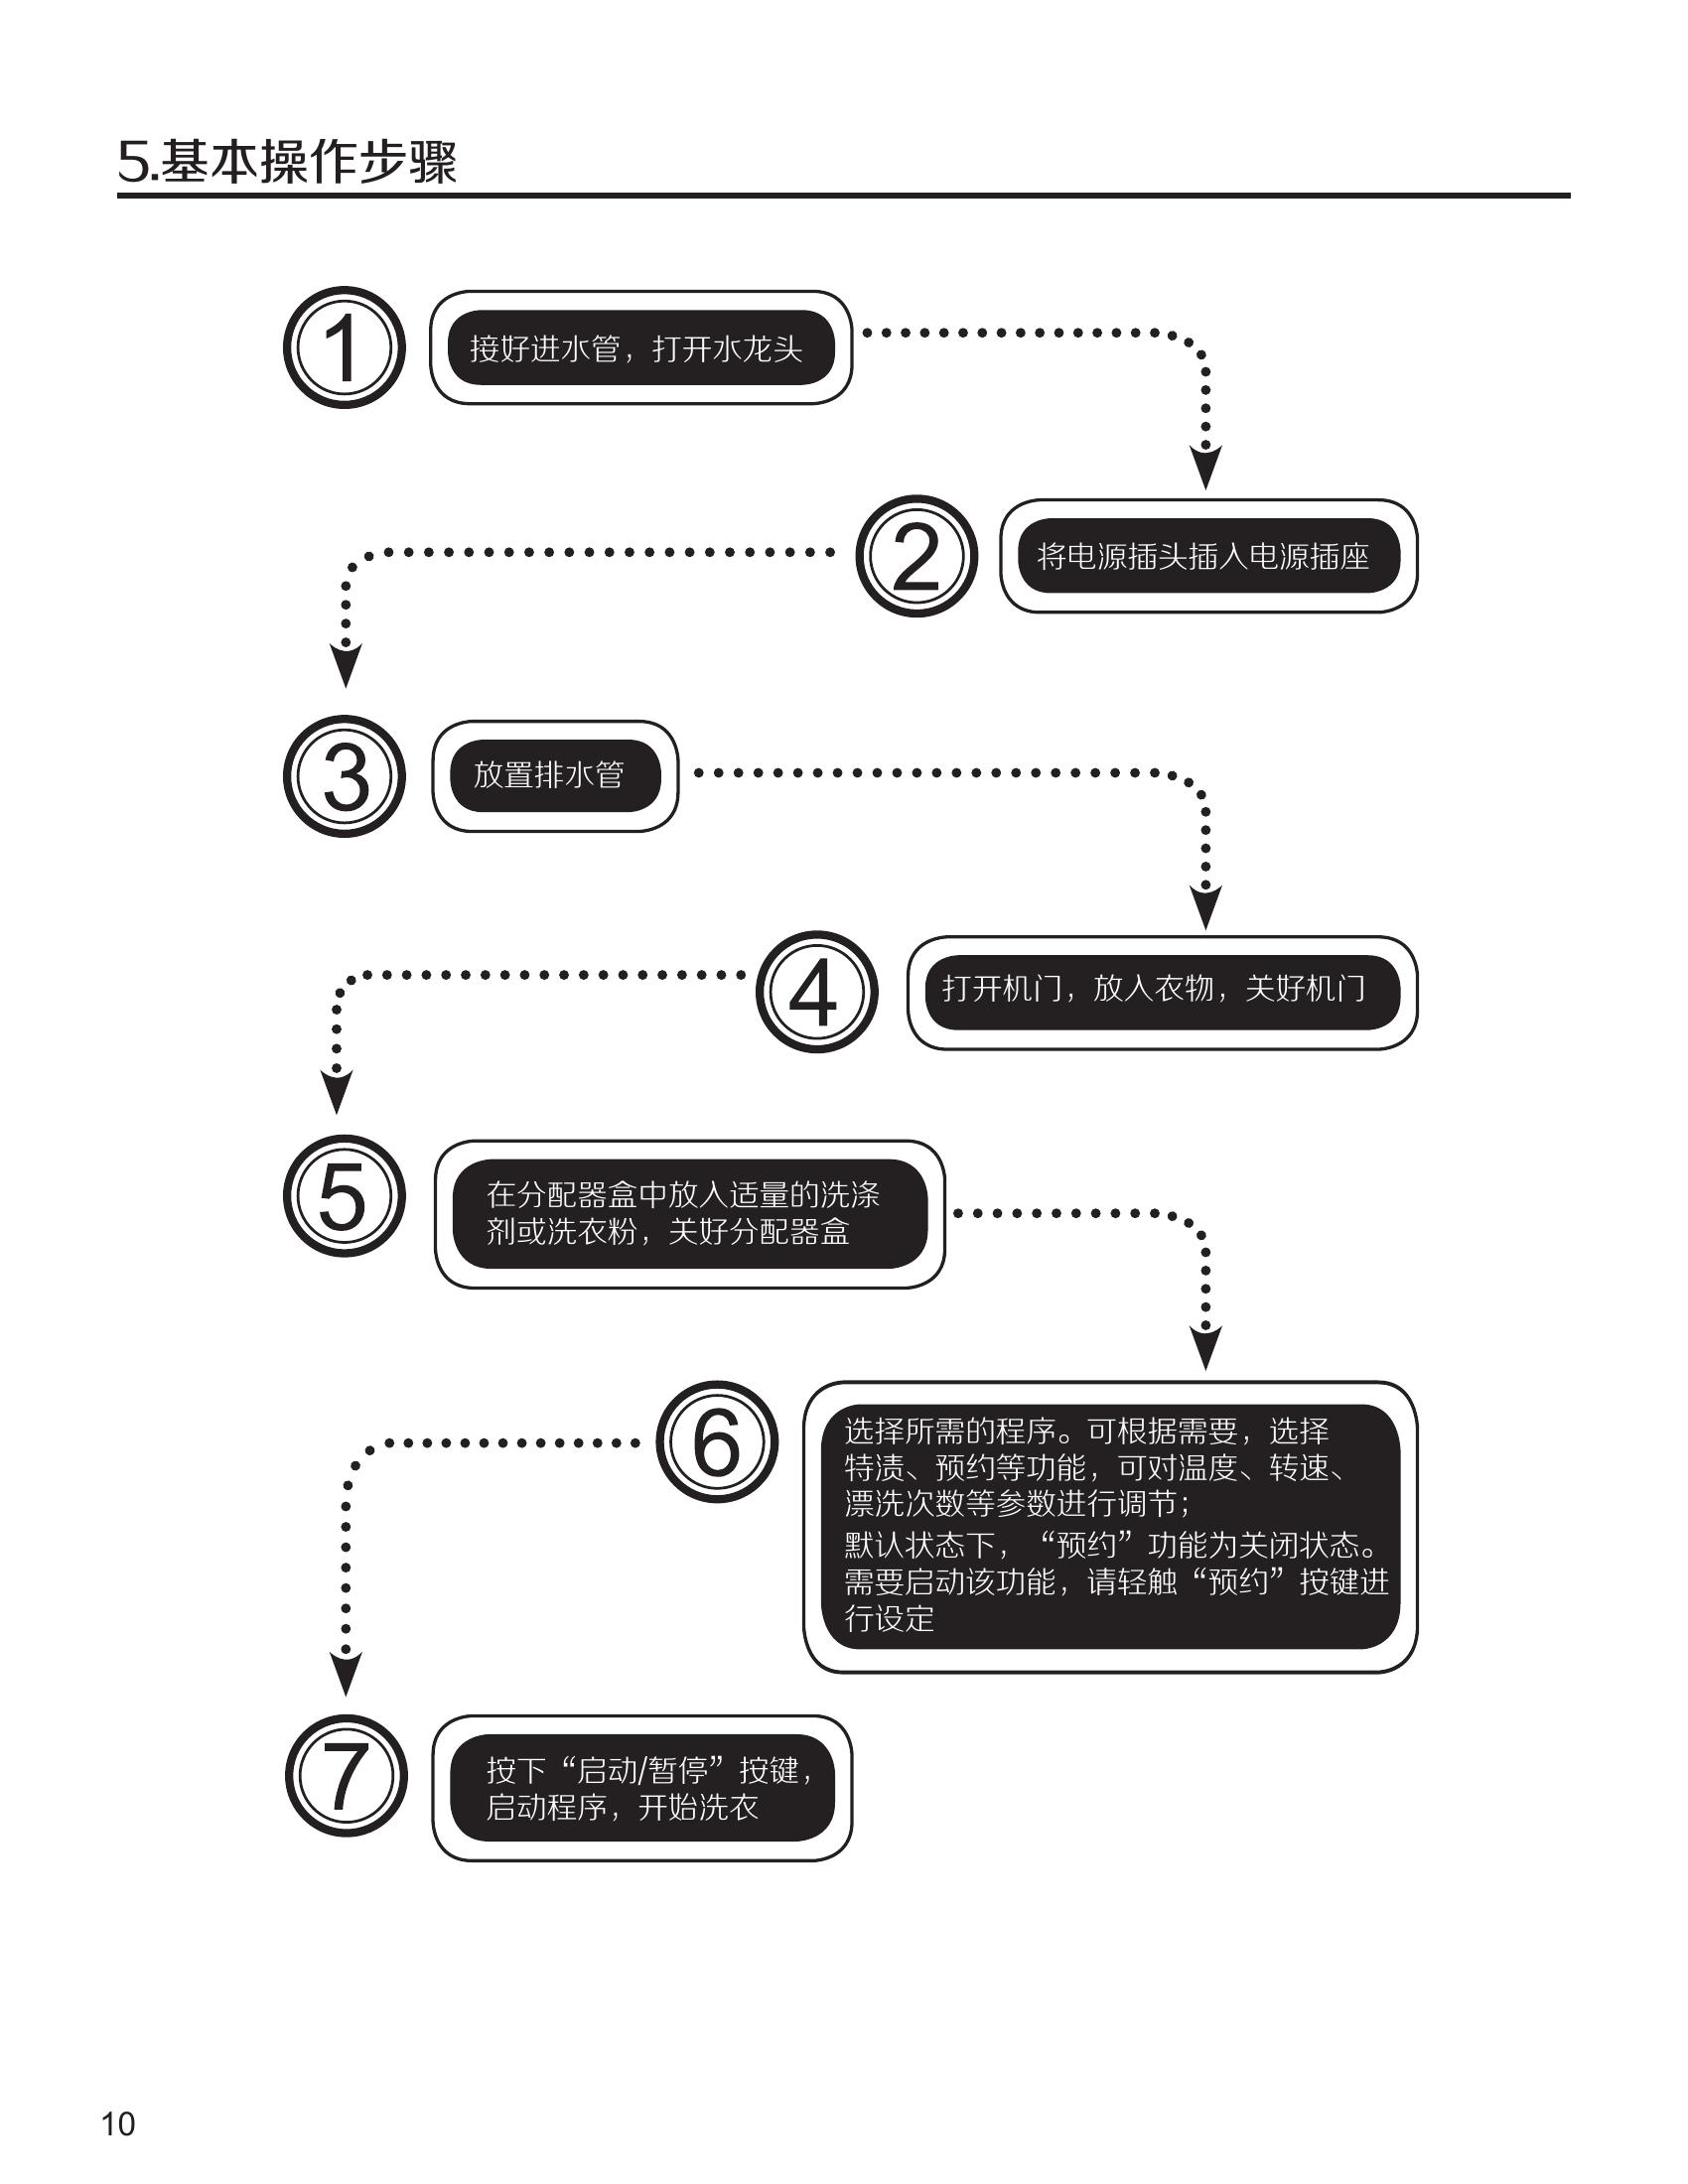 5.基本操作步骤
1
接好进水管，打开水龙头
2
将电源插头插入电源插座
3
放置排水管
4
打开机门，放入衣物，关好机门
5
在分配器盒中放入适量的洗涤
剂或洗衣粉，关好分配器盒
6
选择所需的程序。可根据需要，选择
特渍、预约等功能，可对温度、转速、
漂洗次数等参数进行调节；
默认状态下，“预约”功能为关闭状态。
需要启动该功能，请轻触“预约”按键进
行设定
7
按下“启动/暂停”按键，
启动程序，开始洗衣
10